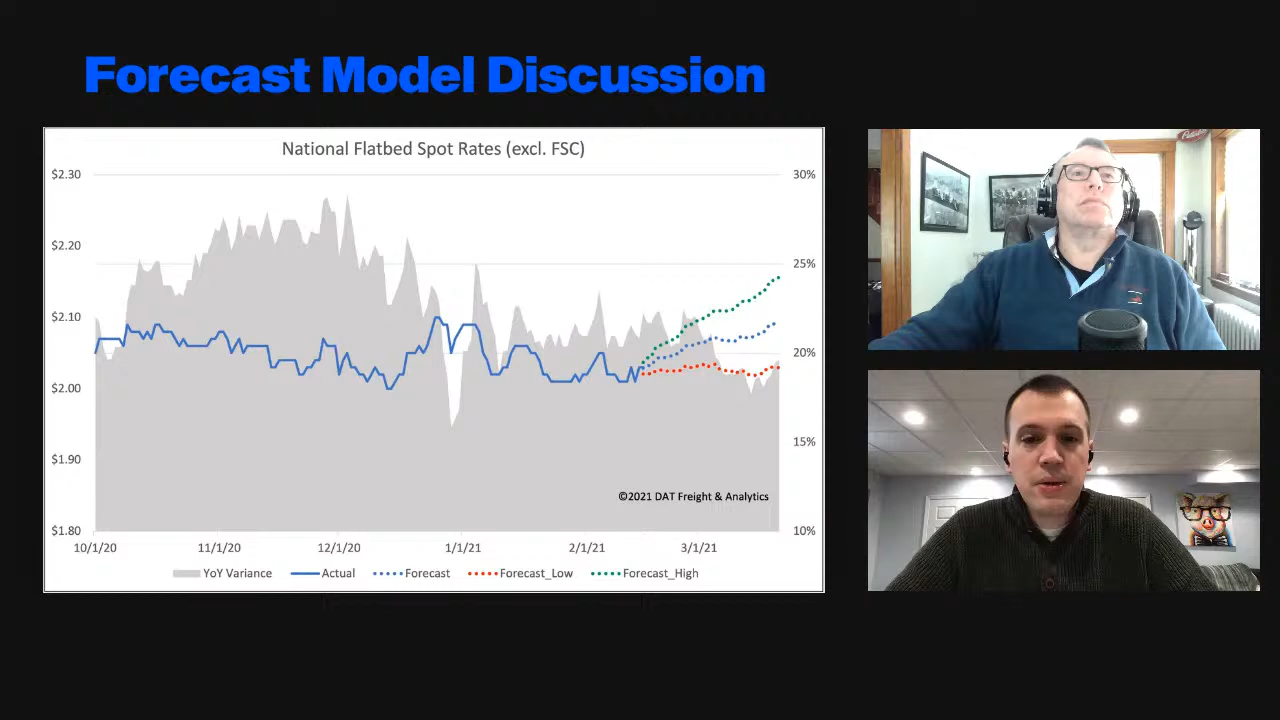 Forecast Model Discussion
National Flatbed Spot Rates (excl. FSC)
$2.30
$2.20
$2.10
$2.00
$1.90
$1.80
30%
25%
20%
15%
10%
©2021 DAT Freight & Analytics
10/1/20 11/1/20 12/1/20 1/1/21 2/1/21 3/1/21
YoY Variance Actual Forecast Forecast_Low Forecast_High